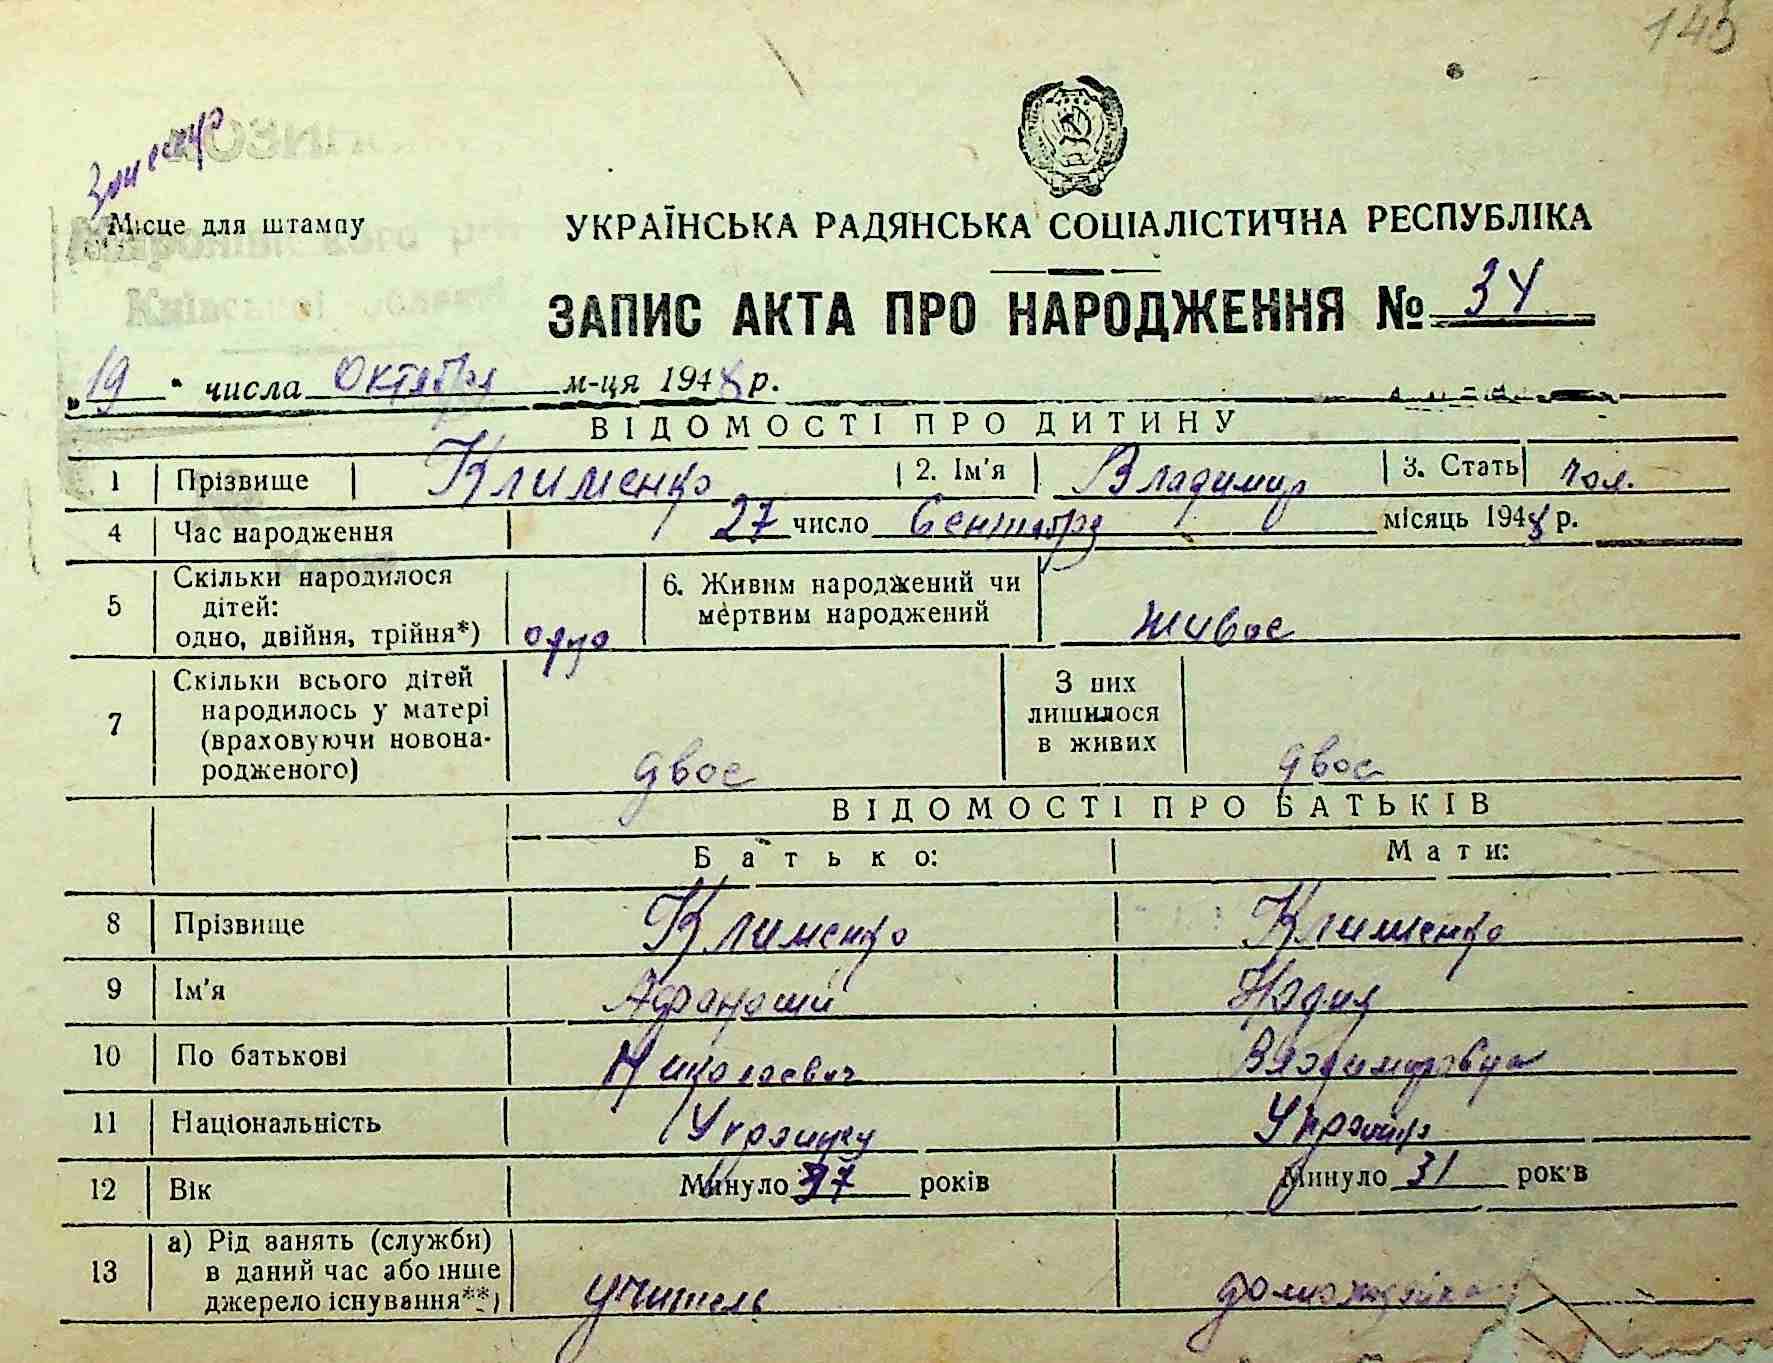 145
Місце для штампу
УКРАЇНСЬКА РАДЯНСЬКА СОЦІАЛІСТИЧНА РЕСПУБЛІКА
ЗАПИС АКТА ПРО НАРОДЖЕННЯ № 34
„19" числа Октября м-ця 1948 р.
ВІДОМОСТІ ПРО ДИТИНУ
1 Прізвище Клименко 2. Ім'я Владимир 3. Стать чол.
4 Час народження 27 число Сентября місяць 1948 р.
5 Скільки народилося дітей: одно, двійня, трійня*) одно 6. Живим народжений чи мертвим народжений живое
7 Скільки всього дітей народилось у матері (враховуючи новонародженого) двое З них лишилося в живих двое
ВІДОМОСТІ ПРО БАТЬКІВ
Батько: Мати:
8 Прізвище Клименко Клименко
9 Ім'я Афанаший Надия
10 По батькові Николаевич Владимировна
11 Національність Украинец Украинка
12 Вік Минуло 37 років Минуло 31 років
13 а) Рід занять (служби) в даний час або інше джерело існування**) учитель домохозяйка